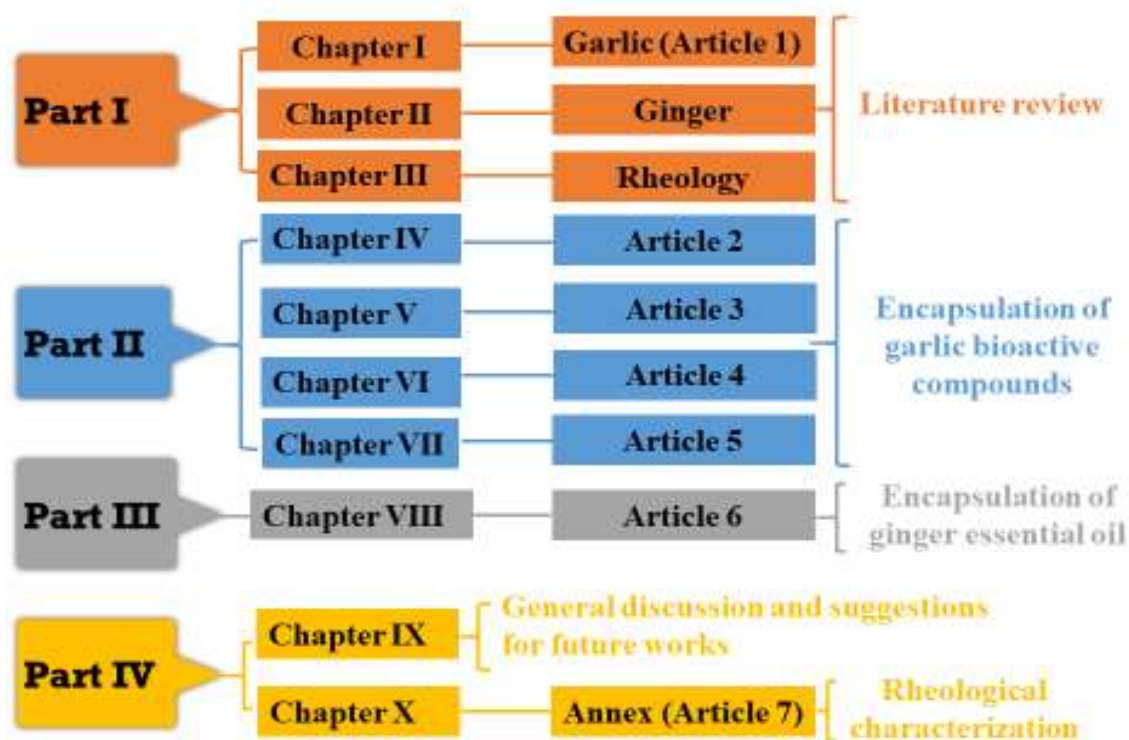 Part I
Chapter I
Garlic (Article 1)
Chapter II
Ginger
Chapter III
Rheology
Literature review
Part II
Chapter IV
Article 2
Chapter V
Article 3
Chapter VI
Article 4
Chapter VII
Article 5
Encapsulation of
garlic bioactive
compounds
Part III
Chapter VIII
Article 6
Encapsulation of
ginger essential oil
Part IV
Chapter IX
General discussion and suggestions
for future works
Chapter X
Annex (Article 7)
Rheological
characterization